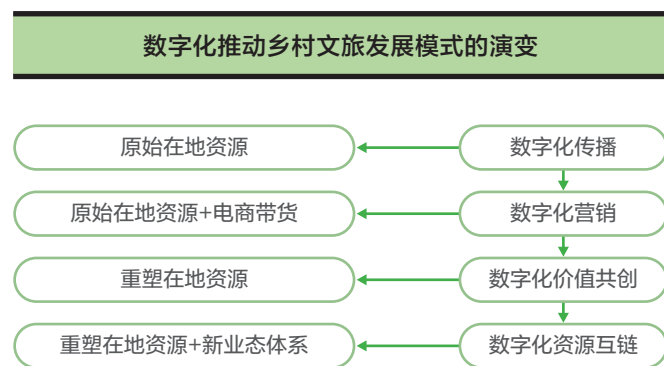 数字化推动乡村文旅发展模式的演变
原始在地资源
数字化传播
原始在地资源+电商带货
数字化营销
重塑在地资源
数字化价值共创
重塑在地资源+新业态体系
数字化资源互链